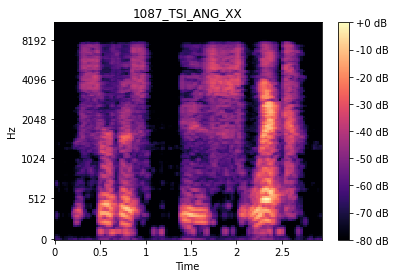 1087_TSI_ANG_XX
+0 dB
8192
-10 dB
4096
-20 dB
-30 dB
2048
Hz
-40 dB
1024
-50 dB
512
-60 dB
-70 dB
0
-80 dB
0 0.5 1 1.5 2 2.5
Time